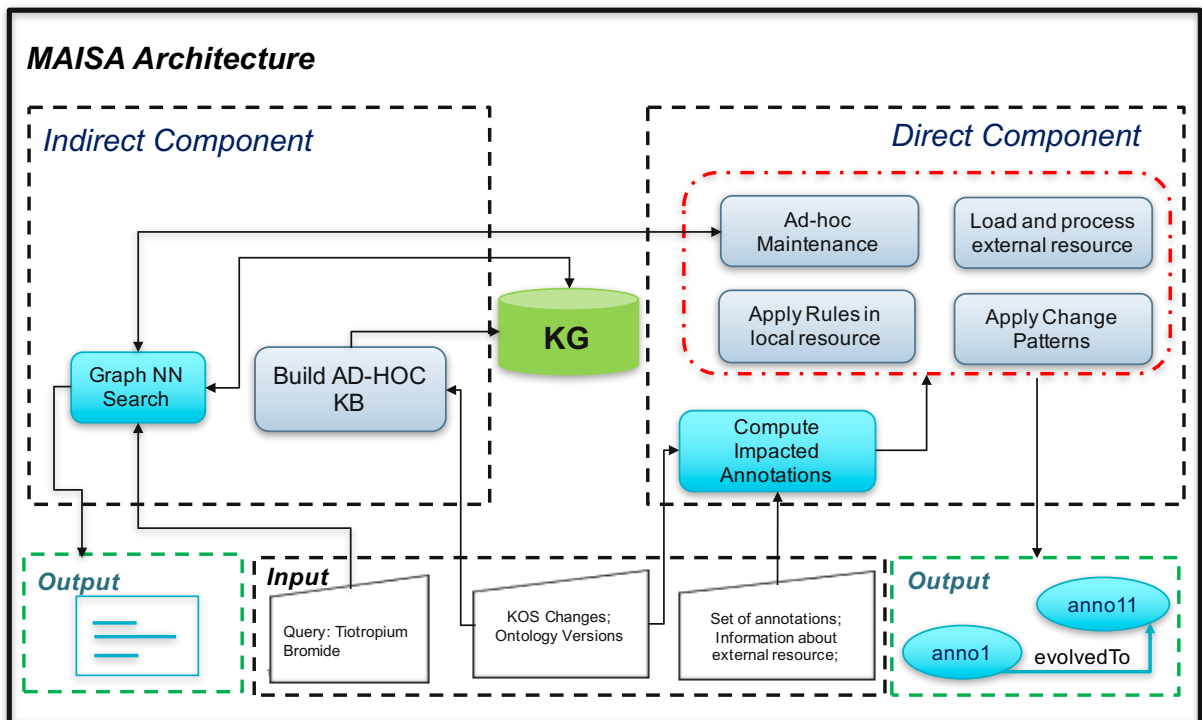 MAISA Architecture
Indirect Component
Direct Component
Ad-hoc
Maintenance
Load and process
external resource
Apply Rules in
local resource
Apply Change
Patterns
KG
Graph NN
Search
Build AD-HOC
KB
Compute
Impacted
Annotations
Output
Input
Query: Tiotropium
Bromide
KOS Changes;
Ontology Versions
Set of annotations;
Information about
external resource;
Output
anno11
anno1
evolvedTo